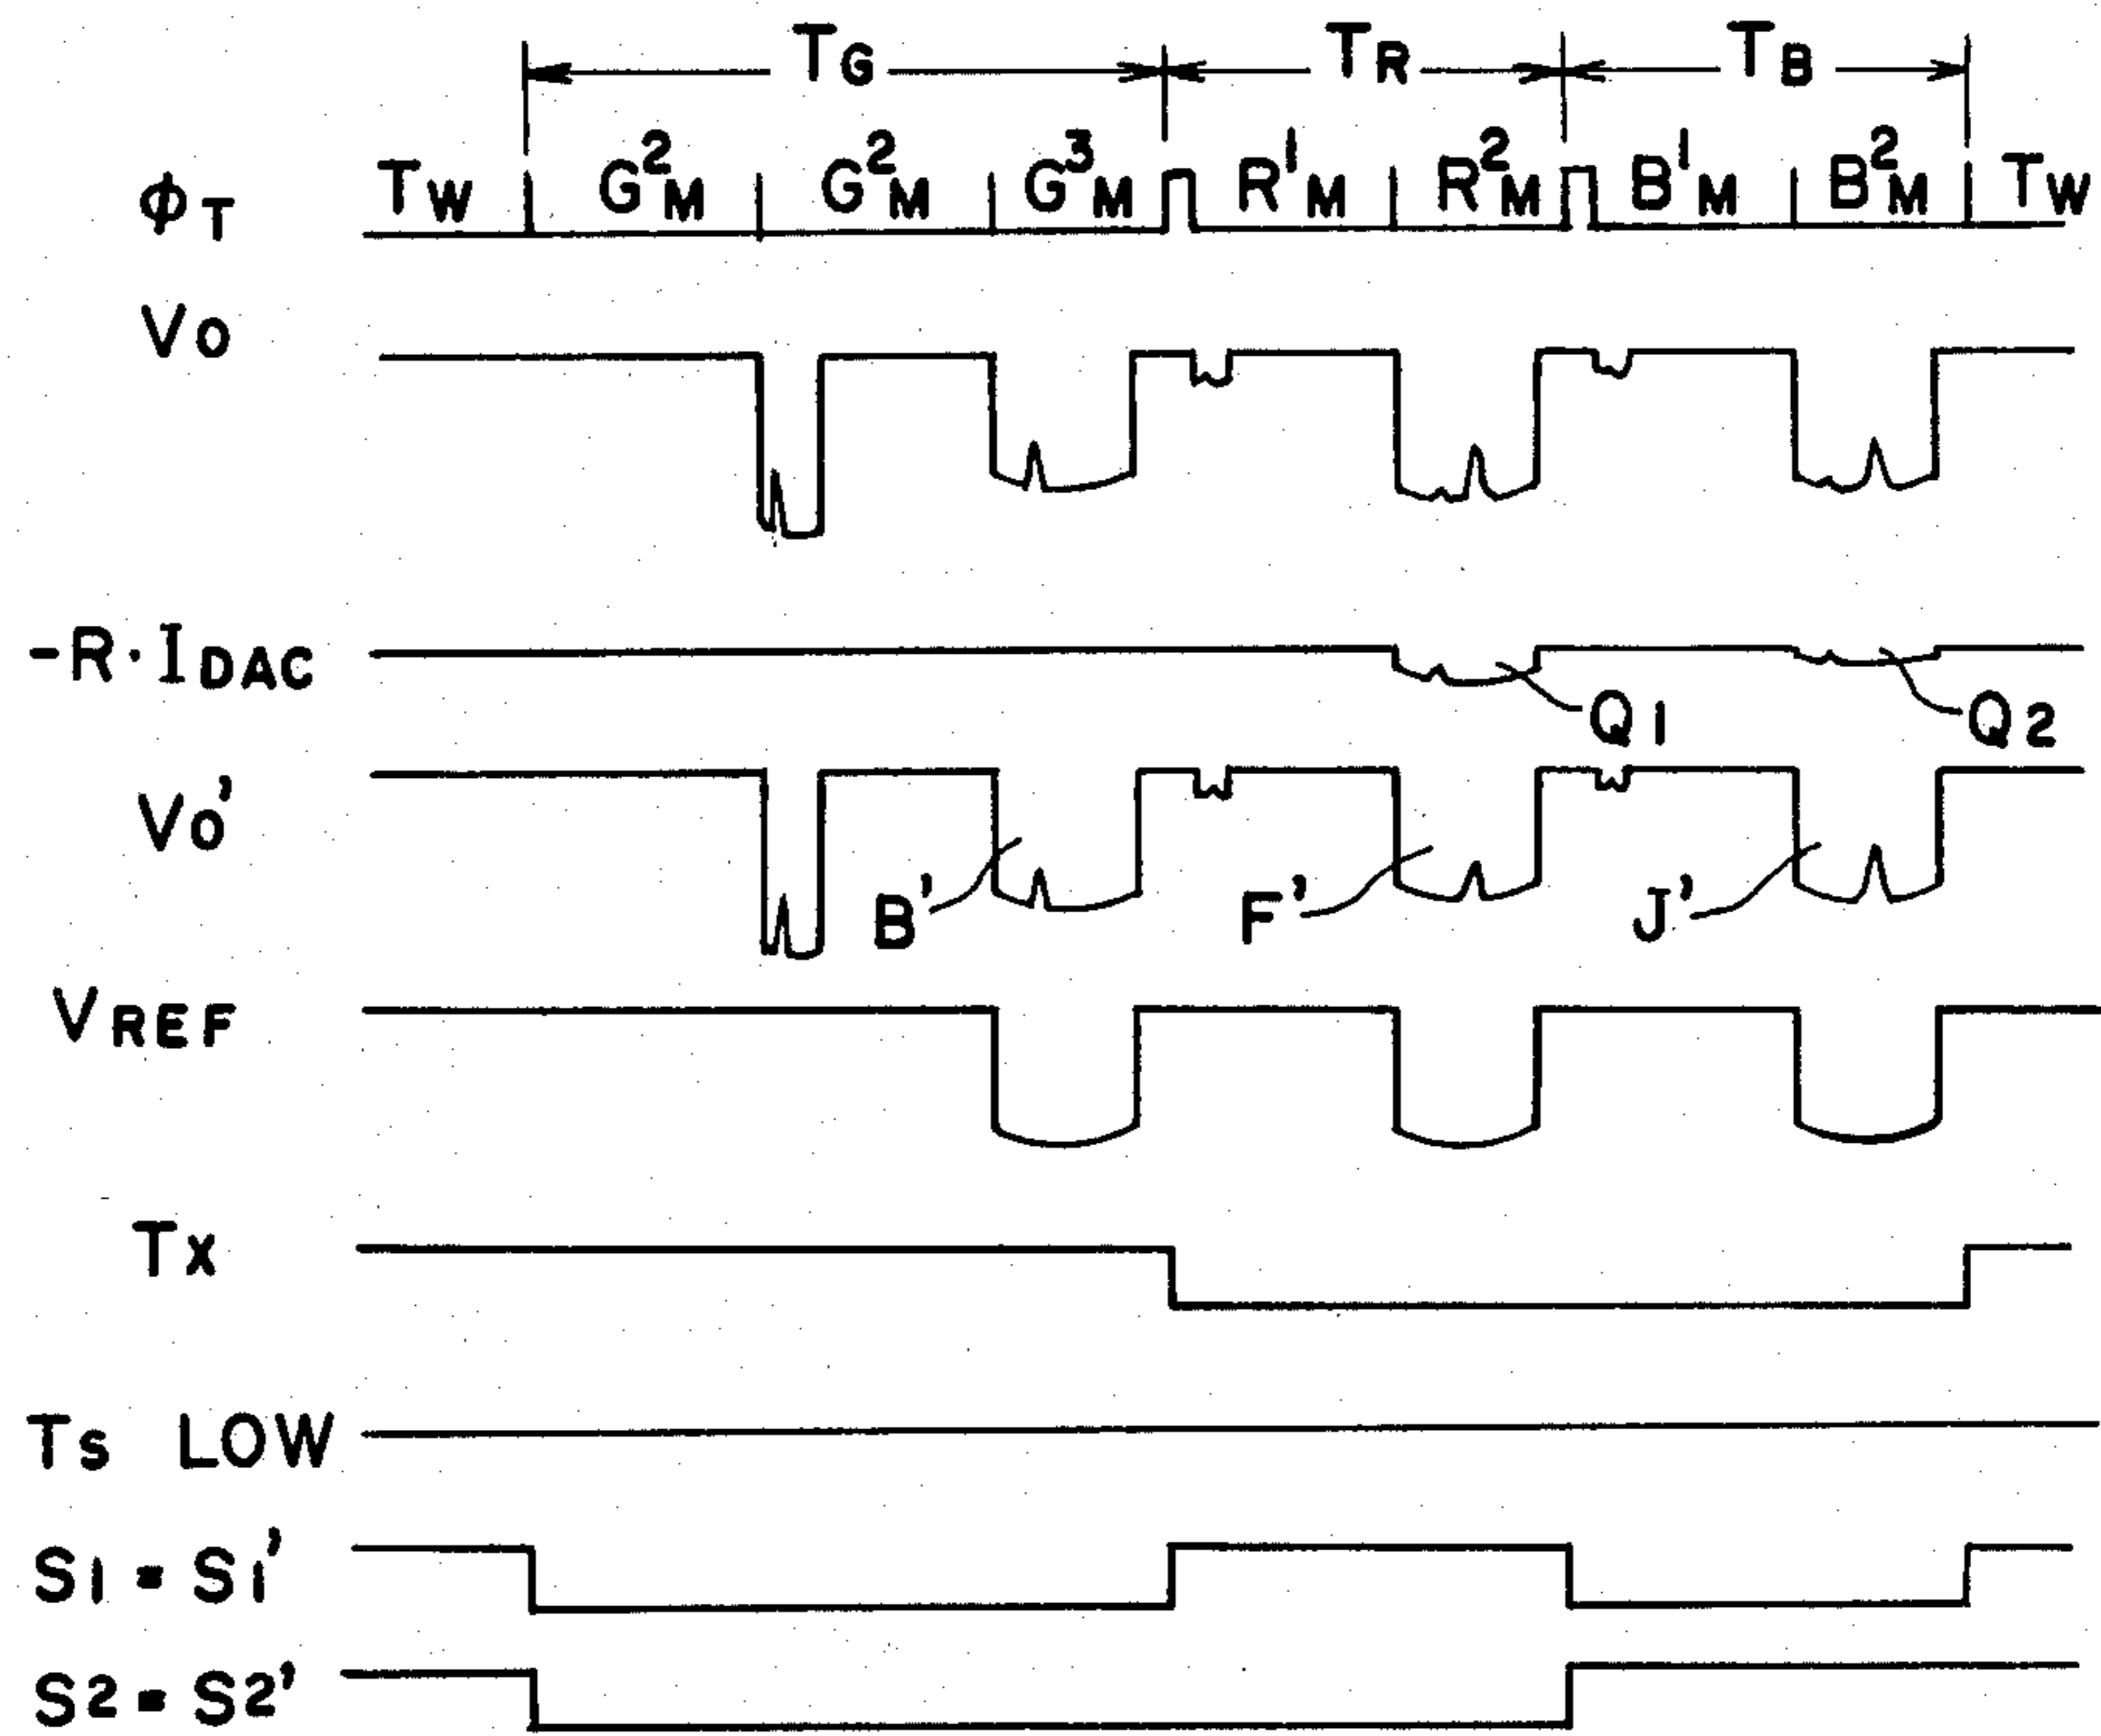 TG TR TB
φT TW G²M G²M G³M R¹M R²M B¹M B²M TW
Vo
-R·IDAC
Q1 Q2
Vo'
B' F' J'
VREF
Tx
Ts LOW
S1=S1'
S2=S2'